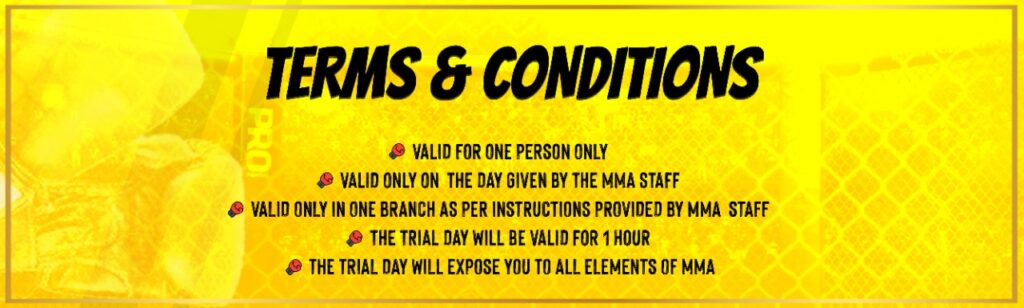 TERMS & CONDITIONS
PRO
VALID FOR ONE PERSON ONLY
VALID ONLY ON THE DAY GIVEN BY THE MMA STAFF
VALID ONLY IN ONE BRANCH AS PER INSTRUCTIONS PROVIDED BY MMA STAFF
THE TRIAL DAY WILL BE VALID FOR 1 HOUR
THE TRIAL DAY WILL EXPOSE YOU TO ALL ELEMENTS OF MMA